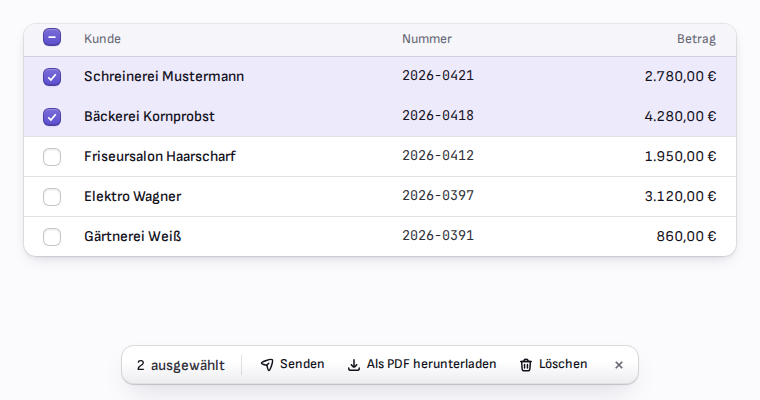 Kunde Nummer Betrag
Schreinerei Mustermann 2026-0421 2.780,00 €
Bäckerei Kornprobst 2026-0418 4.280,00 €
Friseursalon Haarscharf 2026-0412 1.950,00 €
Elektro Wagner 2026-0397 3.120,00 €
Gärtnerei Weiß 2026-0391 860,00 €
2 ausgewählt Senden Als PDF herunterladen Löschen ×